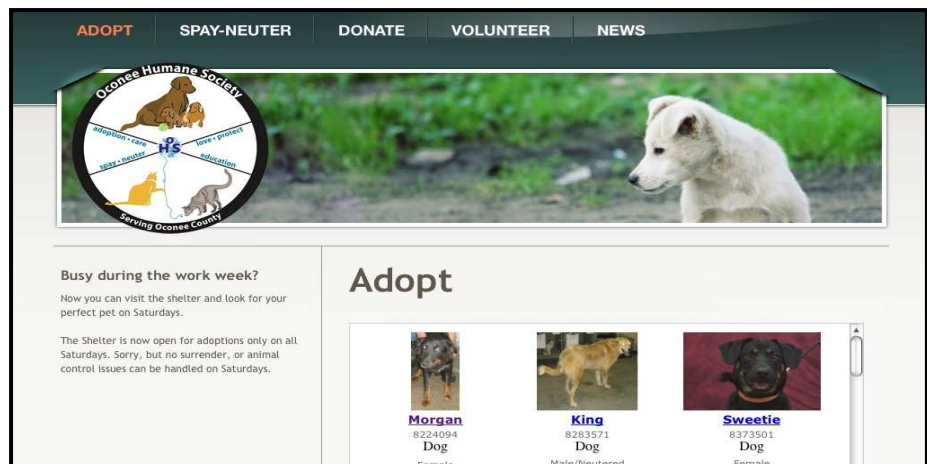 ADOPT SPAY-NEUTER DONATE VOLUNTEER NEWS
Oconee Humane Society
adoption • care
love • protect
OHS
spay • neuter
education
Serving Oconee County
Busy during the work week?
Now you can visit the shelter and look for your
perfect pet on Saturdays.
The Shelter is now open for adoptions only on all
Saturdays. Sorry, but no surrender, or animal
control issues can be handled on Saturdays.
Adopt
Morgan King Sweetie
8224094 8283571 8373501
Dog Dog Dog
Female Male/Neutered Female